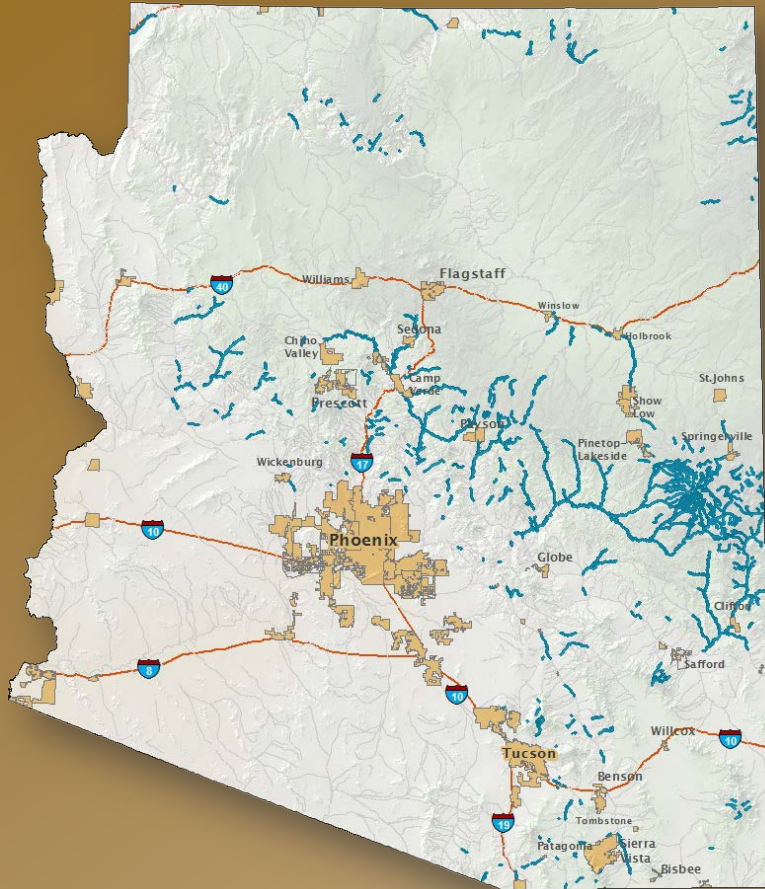 Williams
Flagstaff
40
Winslow
Holbrook
Sedona
Chino
Valley
Camp
Verde
St.Johns
Prescott
Show
Low
Payson
Pinetop-
Lakeside
Springerville
Wickenburg
17
10
Phoenix
Globe
Clifton
8
Safford
10
Willcox
10
Tucson
Benson
19
Tombstone
Patagonia
Sierra
Vista
Bisbee